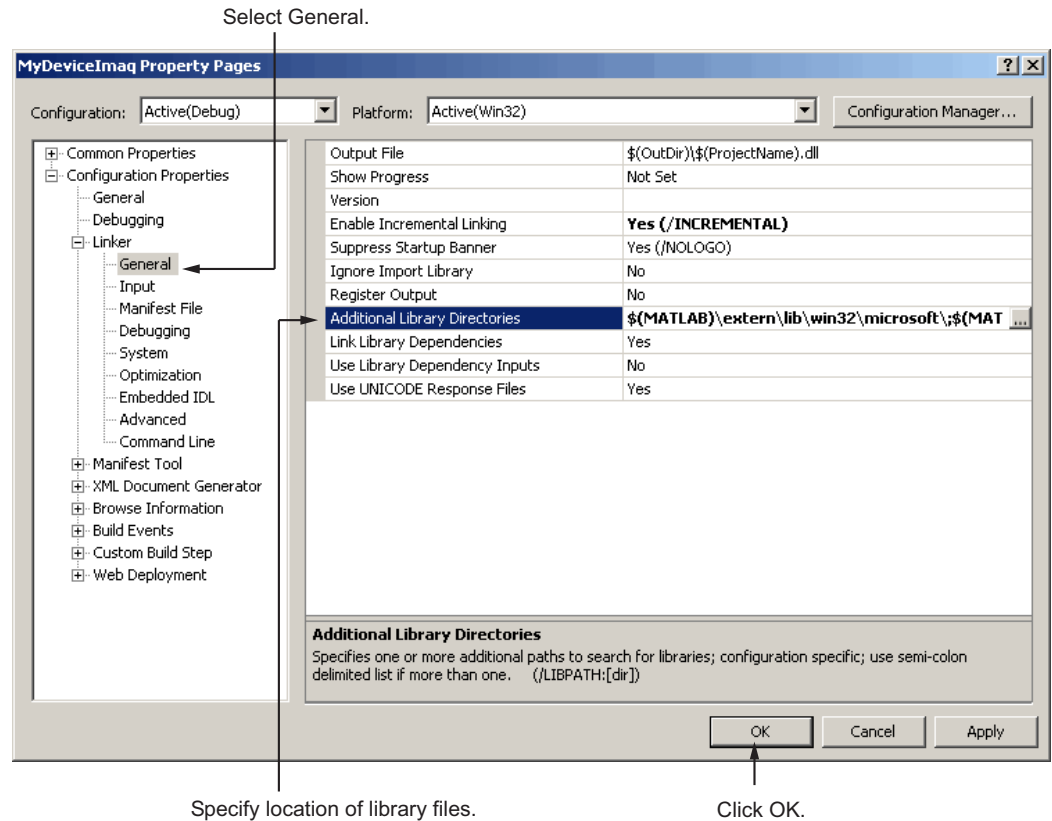 Select General.
MyDeviceImaq Property Pages
Configuration: Active(Debug) Platform: Active(Win32) Configuration Manager...
Common Properties
Configuration Properties
General
Debugging
Linker
General
Input
Manifest File
Debugging
System
Optimization
Embedded IDL
Advanced
Command Line
Manifest Tool
XML Document Generator
Browse Information
Build Events
Custom Build Step
Web Deployment
Output File $(OutDir)\$(ProjectName).dll
Show Progress Not Set
Version
Enable Incremental Linking Yes (/INCREMENTAL)
Suppress Startup Banner Yes (/NOLOGO)
Ignore Import Library No
Register Output No
Additional Library Directories $(MATLAB)\extern\lib\win32\microsoft\;$(MAT ...
Link Library Dependencies Yes
Use Library Dependency Inputs No
Use UNICODE Response Files Yes
Additional Library Directories
Specifies one or more additional paths to search for libraries; configuration specific; use semi-colon
delimited list if more than one. (/LIBPATH:[dir])
OK Cancel Apply
Specify location of library files. Click OK.